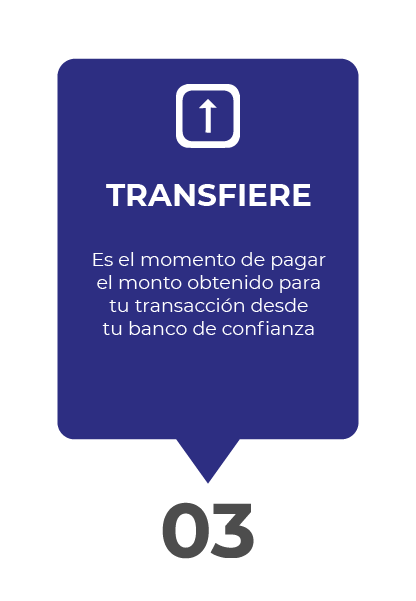 TRANSFIERE
Es el momento de pagar
el monto obtenido para
tu transacción desde
tu banco de confianza
03